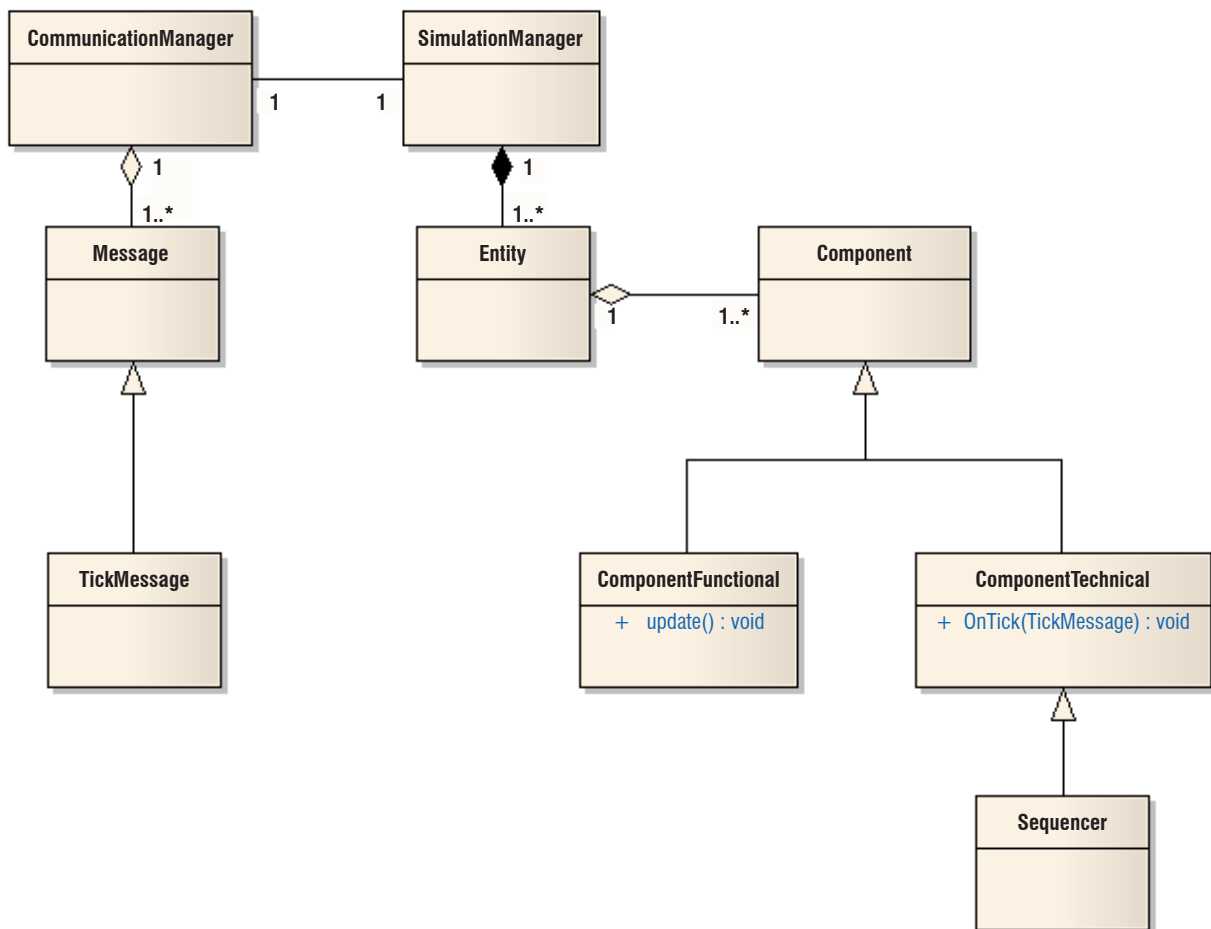 CommunicationManager
SimulationManager
1
1
1
1
1..*
1..*
Message
Entity
Component
1
1..*
TickMessage
ComponentFunctional
ComponentTechnical
+ update() : void
+ OnTick(TickMessage) : void
Sequencer